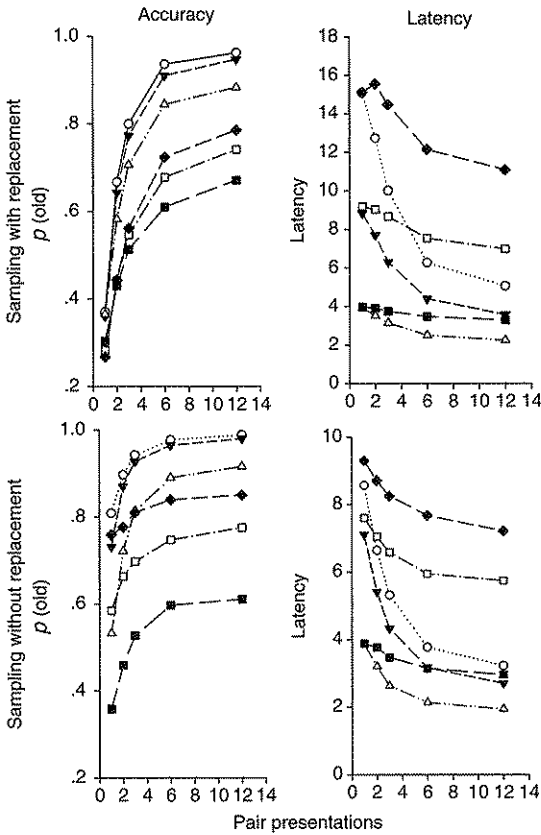 Accuracy
Latency
Sampling with replacement
p (old)
1.0
.8
.6
.4
.2
0 2 4 6 8 10 12 14
Latency
18
16
14
12
10
8
6
4
2
0
0 2 4 6 8 10 12 14
Sampling without replacement
p (old)
1.0
.8
.6
.4
.2
0 2 4 6 8 10 12 14
Latency
10
8
6
4
2
0
0 2 4 6 8 10 12 14
Pair presentations